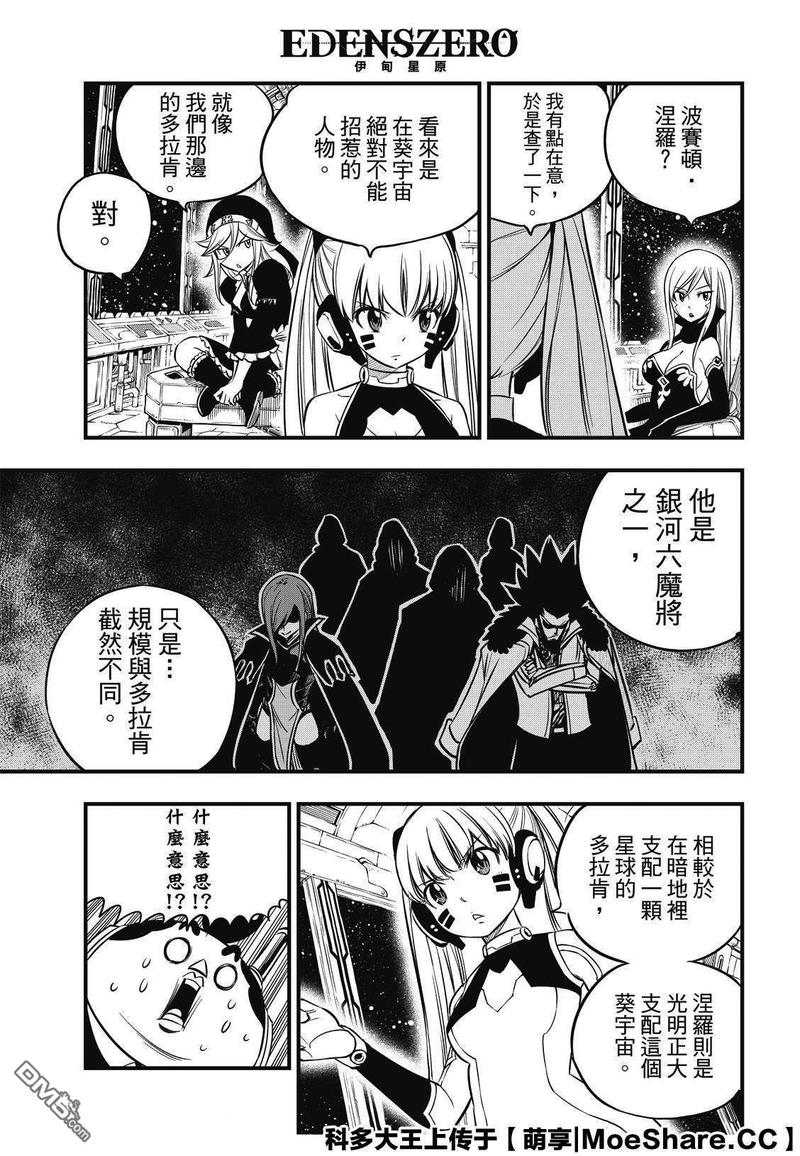 EDENSZERO
伊甸星原
波賽頓．
涅羅？
我有點在意，
於是查了一下。
看來是
在葵宇宙
絕對不能
招惹的
人物。
就像
我們那邊
的多拉肯。
對。
他是
銀河六魔將
之一，
只是…
規模與多拉肯
截然不同。
相較於
在暗地裡
支配一顆
星球的
多拉肯，
涅羅則是
光明正大
支配這個
葵宇宙。
什麼意思！？
什麼意思！？
DM5.com
科多大王上传于【萌享|MoeShare.CC】